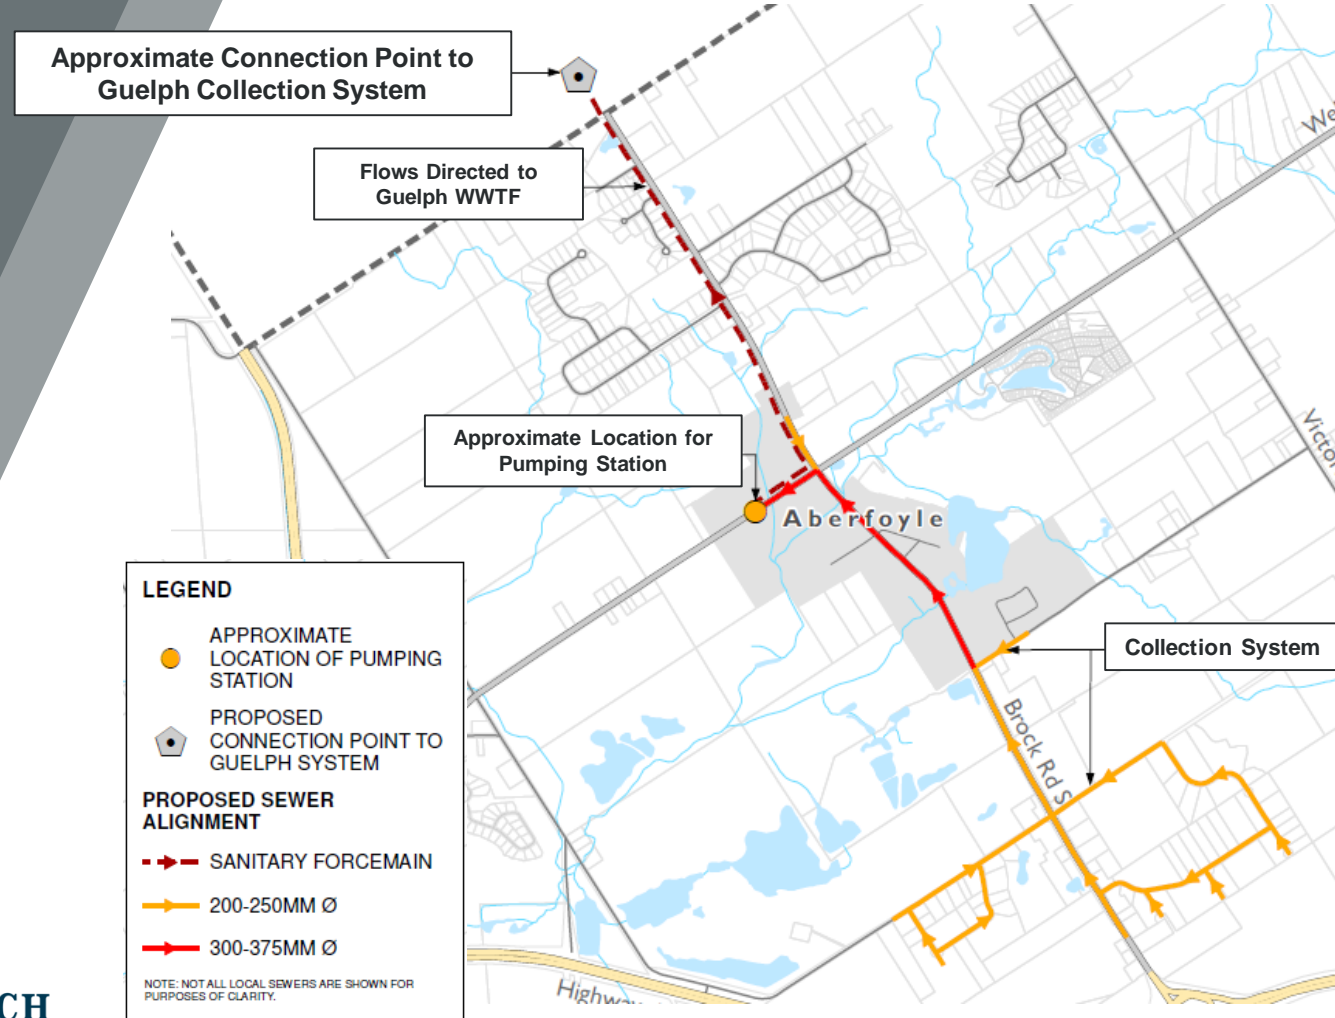 Approximate Connection Point to
Guelph Collection System
Flows Directed to
Guelph WWTF
Approximate Location for
Pumping Station
Aberfoyle
Collection System
Brock Rd S
LEGEND
APPROXIMATE
LOCATION OF PUMPING
STATION
PROPOSED
CONNECTION POINT TO
GUELPH SYSTEM
PROPOSED SEWER
ALIGNMENT
SANITARY FORCEMAIN
200-250MM Ø
300-375MM Ø
NOTE: NOT ALL LOCAL SEWERS ARE SHOWN FOR
PURPOSES OF CLARITY.